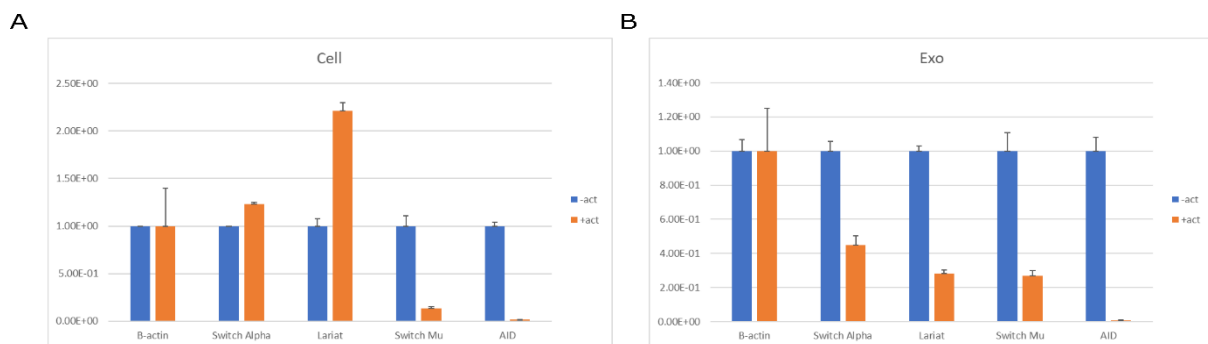 A
Cell
2.50E+00
2.00E+00
1.50E+00
1.00E+00
5.00E-01
0.00E+00
B-actin Switch Alpha Lariat Switch Mu AID
-act
+act
B
Exo
1.40E+00
1.20E+00
1.00E+00
8.00E-01
6.00E-01
4.00E-01
2.00E-01
0.00E+00
B-actin Switch Alpha Lariat Switch Mu AID
-act
+act